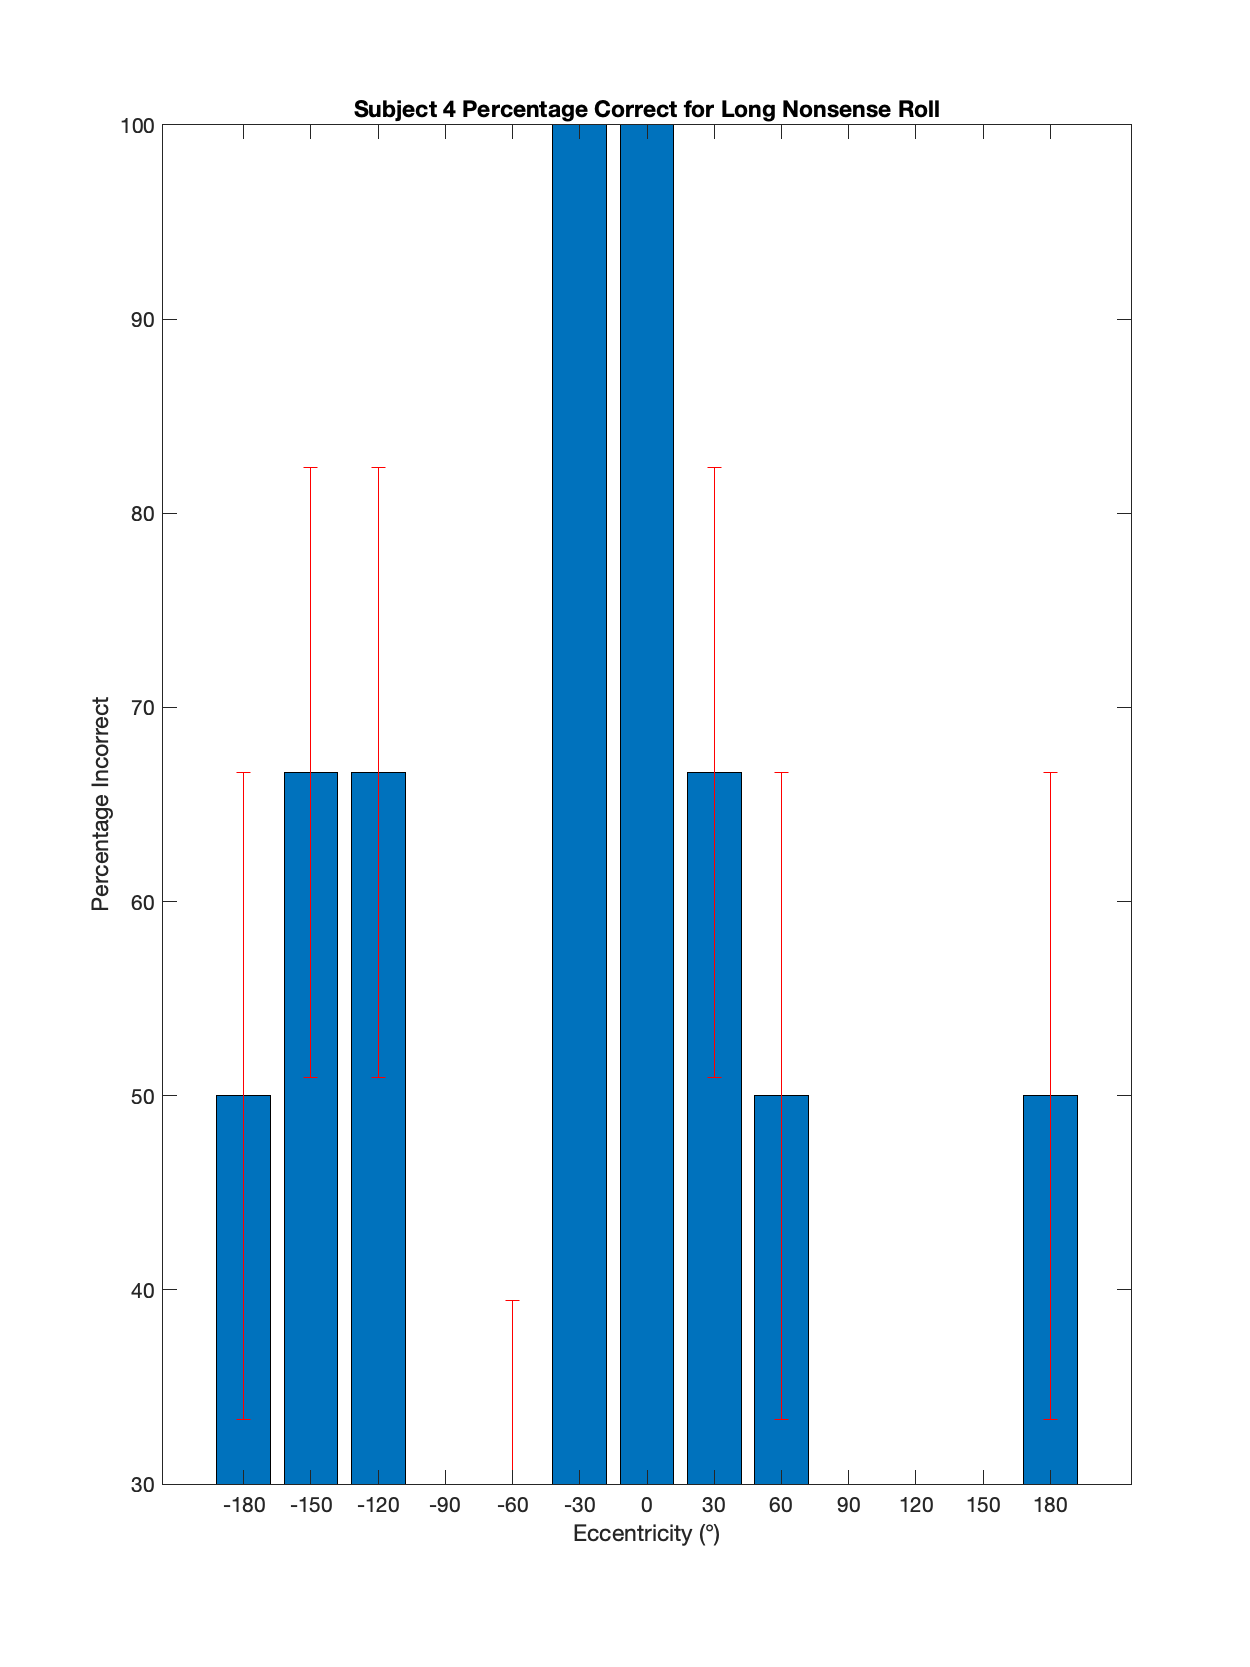 Subject 4 Percentage Correct for Long Nonsense Roll
100
90
80
70
60
50
40
30
Percentage Incorrect
-180 -150 -120 -90 -60 -30 0 30 60 90 120 150 180
Eccentricity (°)